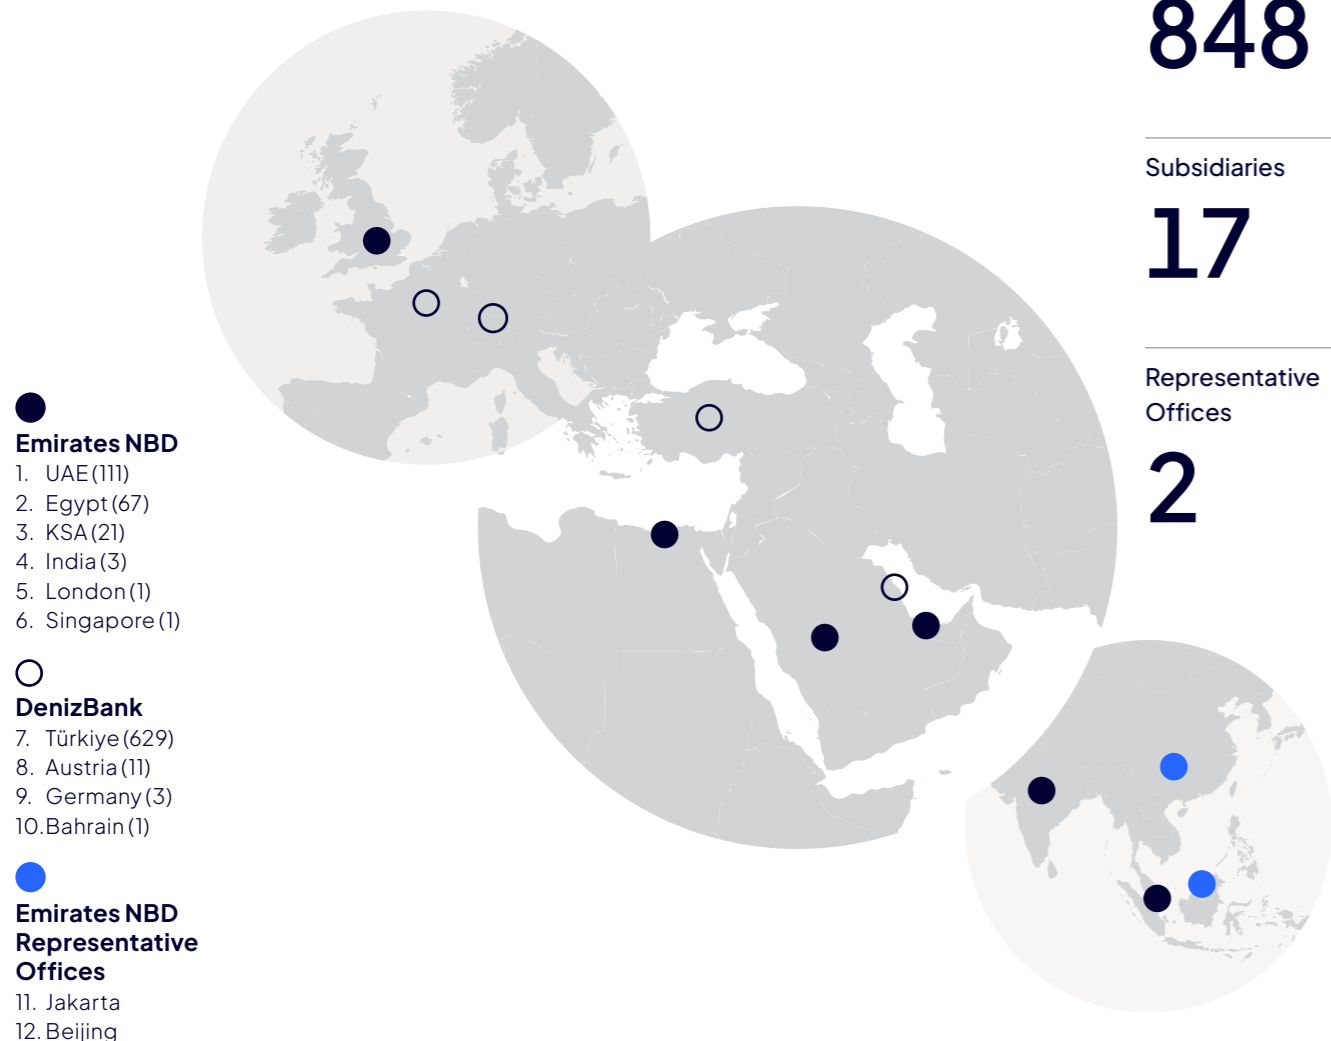 848
Subsidiaries
17
Representative
Offices
2
Emirates NBD
1. UAE (111)
2. Egypt (67)
3. KSA (21)
4. India (3)
5. London (1)
6. Singapore (1)
DenizBank
7. Türkiye (629)
8. Austria (11)
9. Germany (3)
10. Bahrain (1)
Emirates NBD
Representative
Offices
11. Jakarta
12. Beijing